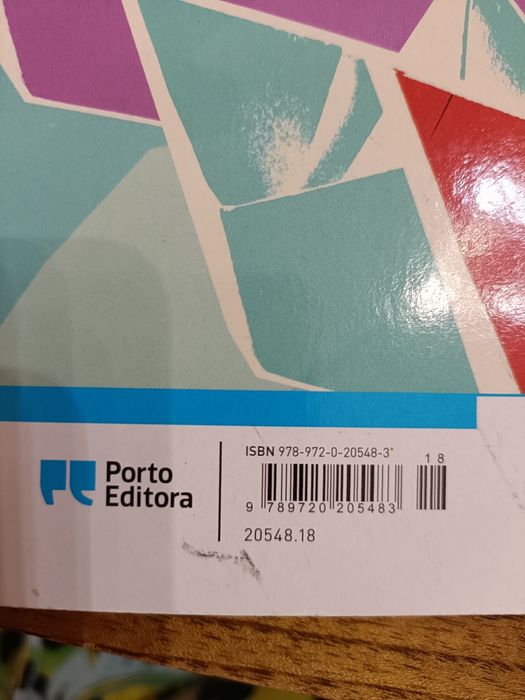 Porto
Editora
ISBN 978-972-0-20548-3*
1 8
9 789720 205483
20548.18